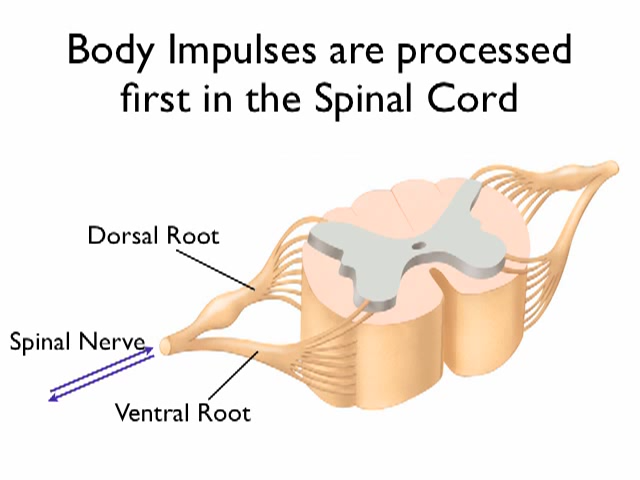 Body Impulses are processed
first in the Spinal Cord
Dorsal Root
Spinal Nerve
Ventral Root